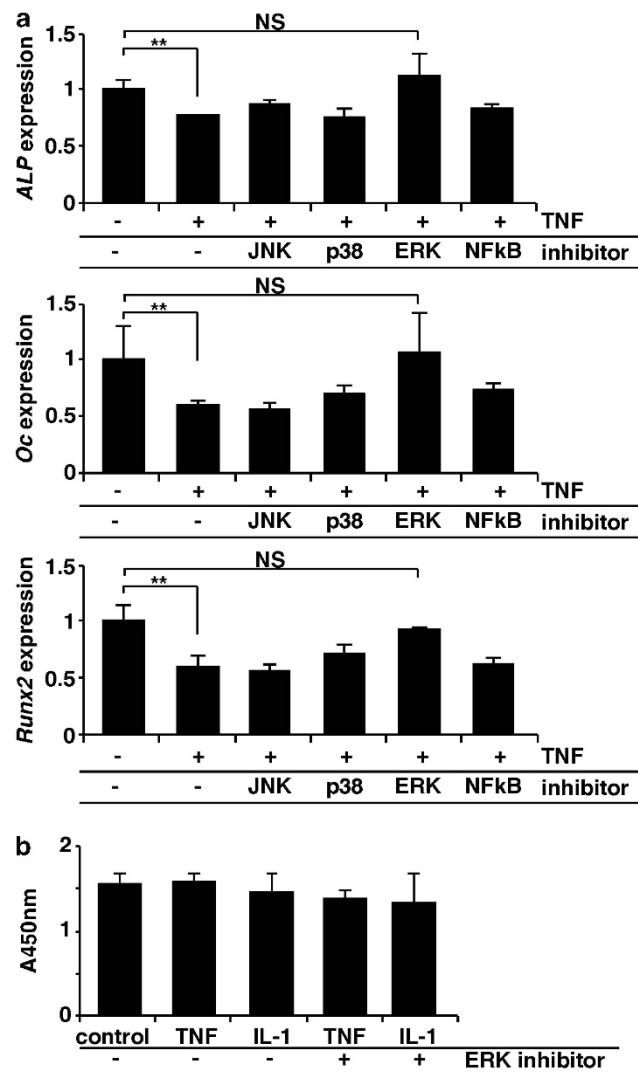 a
NS
**
1.5
1
0.5
0
ALP expression
- + + + + + TNF
- - JNK p38 ERK NFkB inhibitor
NS
**
1.5
1
0.5
0
Oc expression
- + + + + + TNF
- - JNK p38 ERK NFkB inhibitor
NS
**
1.5
1
0.5
0
Runx2 expression
- + + + + + TNF
- - JNK p38 ERK NFkB inhibitor
b
2
1
0
A450nm
control TNF IL-1 TNF IL-1
- - - + + ERK inhibitor